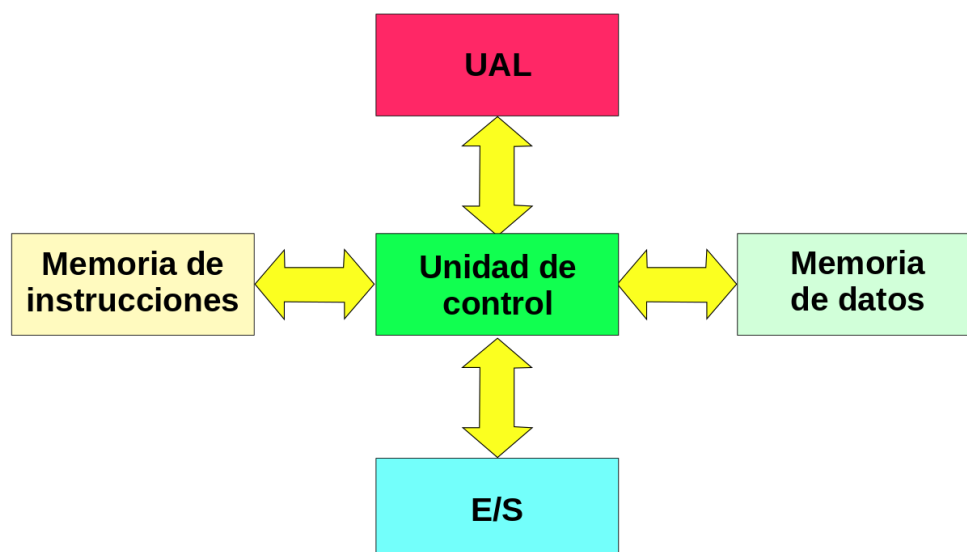 UAL
Memoria de
instrucciones
Unidad de
control
Memoria
de datos
E/S